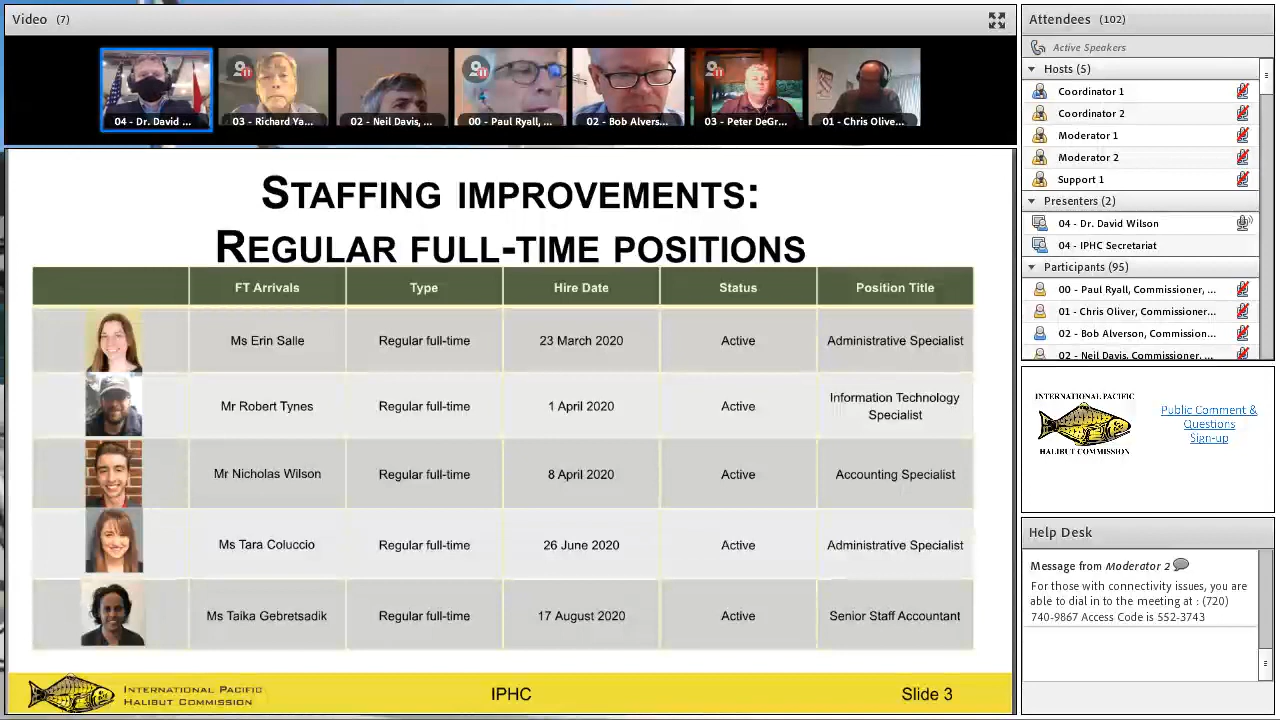 Video (7)
04 - Dr. David ...
03 - Richard Ya...
02 - Neil Davis, ...
00 - Paul Ryall, ...
02 - Bob Alvers...
03 - Peter DeGr...
01 - Chris Olive...
STAFFING IMPROVEMENTS:
REGULAR FULL-TIME POSITIONS
FT Arrivals Type Hire Date Status Position Title
Ms Erin Salle Regular full-time 23 March 2020 Active Administrative Specialist
Mr Robert Tynes Regular full-time 1 April 2020 Active Information Technology
Specialist
Mr Nicholas Wilson Regular full-time 8 April 2020 Active Accounting Specialist
Ms Tara Coluccio Regular full-time 26 June 2020 Active Administrative Specialist
Ms Taika Gebretsadik Regular full-time 17 August 2020 Active Senior Staff Accountant
INTERNATIONAL PACIFIC
HALIBUT COMMISSION
IPHC
Slide 3
Attendees (102)
Active Speakers
Hosts (5)
Coordinator 1
Coordinator 2
Moderator 1
Moderator 2
Support 1
Presenters (2)
04 - Dr. David Wilson
04 - IPHC Secretariat
Participants (95)
00 - Paul Ryall, Commissioner, ...
01 - Chris Oliver, Commissioner...
02 - Bob Alverson, Commission...
02 - Neil Davis, Commissioner, ...
INTERNATIONAL PACIFIC
HALIBUT COMMISSION
Public Comment &
Questions
Sign-up
Help Desk
Message from Moderator 2
For those with connectivity issues, you are
able to dial in to the meeting at : (720)
740-9867 Access Code is 552-3743